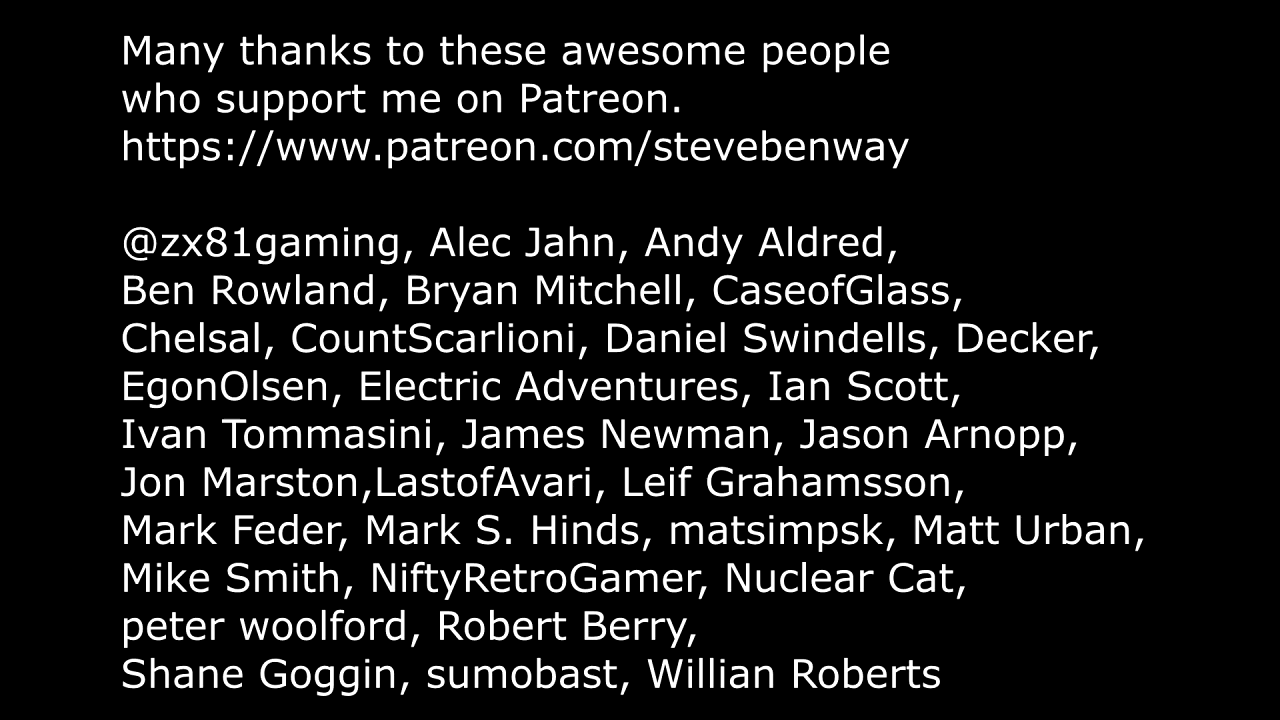 Many thanks to these awesome people
who support me on Patreon.
https://www.patreon.com/stevebenway
@zx81gaming, Alec Jahn, Andy Aldred,
Ben Rowland, Bryan Mitchell, CaseofGlass,
Chelsal, CountScarlioni, Daniel Swindells, Decker,
EgonOlsen, Electric Adventures, Ian Scott,
Ivan Tommasini, James Newman, Jason Arnopp,
Jon Marston,LastofAvari, Leif Grahamsson,
Mark Feder, Mark S. Hinds, matsimpsk, Matt Urban,
Mike Smith, NiftyRetroGamer, Nuclear Cat,
peter woolford, Robert Berry,
Shane Goggin, sumobast, Willian Roberts